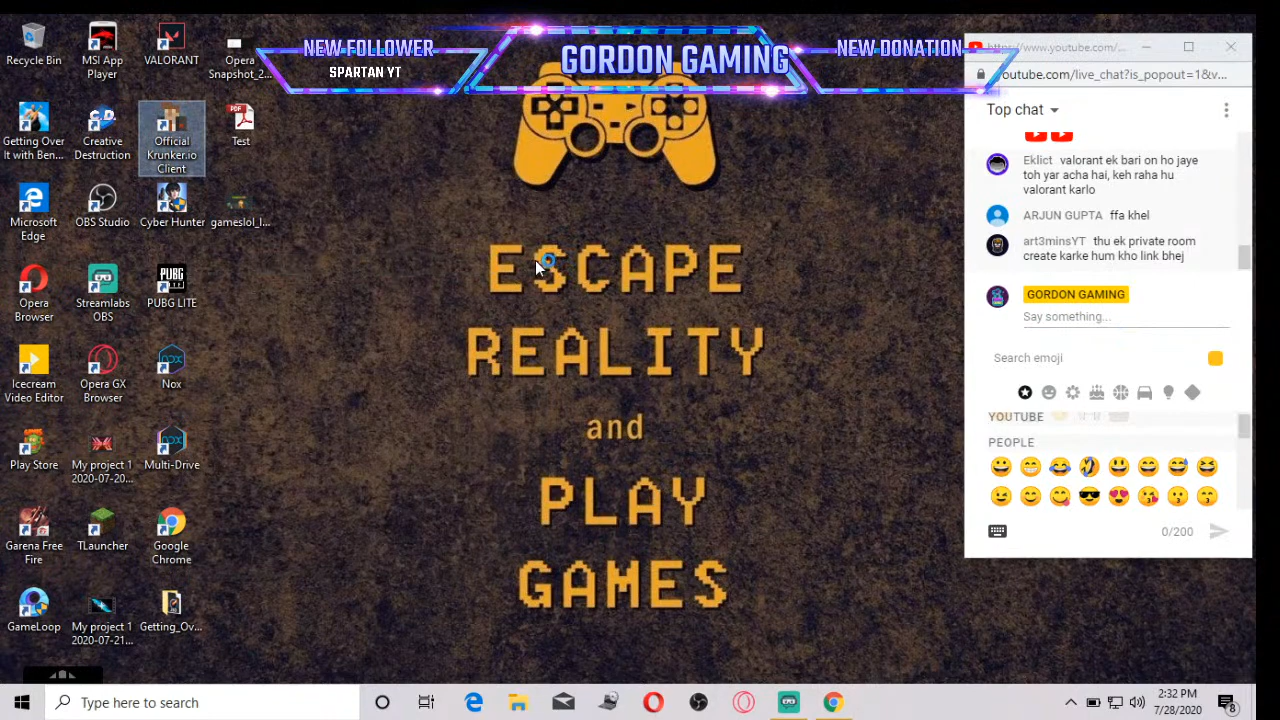 NEW FOLLOWER
SPARTAN YT
GORDON GAMING
NEW DONATION
Recycle Bin
MSI App
Player
VALORANT
Opera
Snapshot_2...
Getting Over
It with Ben...
Creative
Destruction
Official
Krunker.io
Client
Test
Microsoft
Edge
OBS Studio
Cyber Hunter
gameslol_I...
Opera
Browser
Streamlabs
OBS
PUBG LITE
Icecream
Video Editor
Opera GX
Browser
Nox
Play Store
My project 1
2020-07-20...
Multi-Drive
Garena Free
Fire
TLauncher
Google
Chrome
GameLoop
My project 1
2020-07-21...
Getting_Ov...
ESCAPE
REALITY
and
PLAY
GAMES
https://www.youtube.com/...
youtube.com/live_chat?is_popout=1&v...
Top chat
Eklict valorant ek bari on ho jaye
toh yar acha hai, keh raha hu
valorant karlo
ARJUN GUPTA ffa khel
art3minsYT thu ek private room
create karke hum kho link bhej
GORDON GAMING
Say something...
Search emoji
YOUTUBE
PEOPLE
0/200
Type here to search
2:32 PM
7/28/2020
8